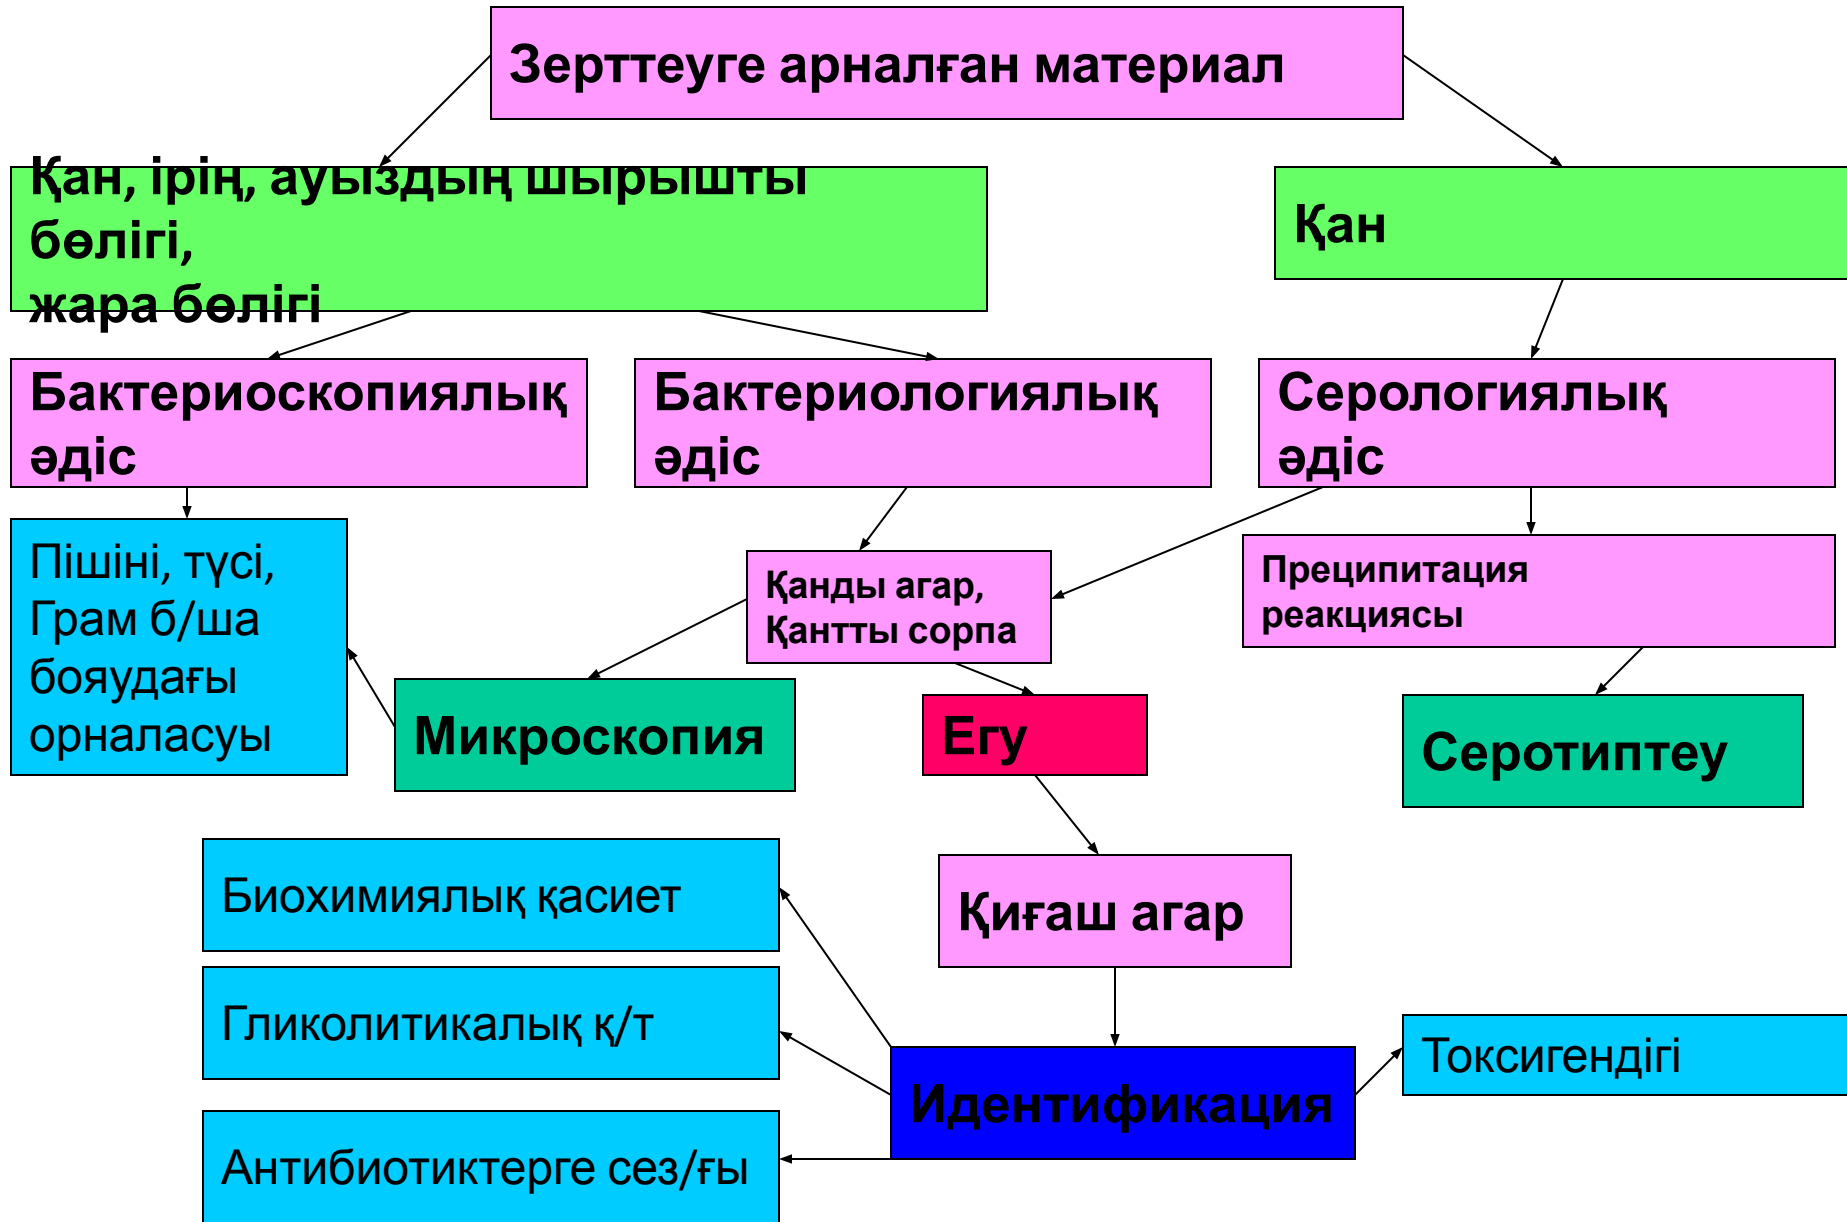 Зерттеуге арналған материал
Қан, ірің, ауыздың шырышты
бөлігі,
жара бөлігі
Қан
Бактериоскопиялық
әдіс
Бактериологиялық
әдіс
Серологиялық
әдіс
Пішіні, түсі,
Грам б/ша
бояудағы
орналасуы
Қанды агар,
Қантты сорпа
Преципитация
реакциясы
Микроскопия
Егу
Серотиптеу
Биохимиялық қасиет
Қиғаш агар
Гликолитикалық қ/т
Токсигендігі
Идентификация
Антибиотиктерге сез/ғы